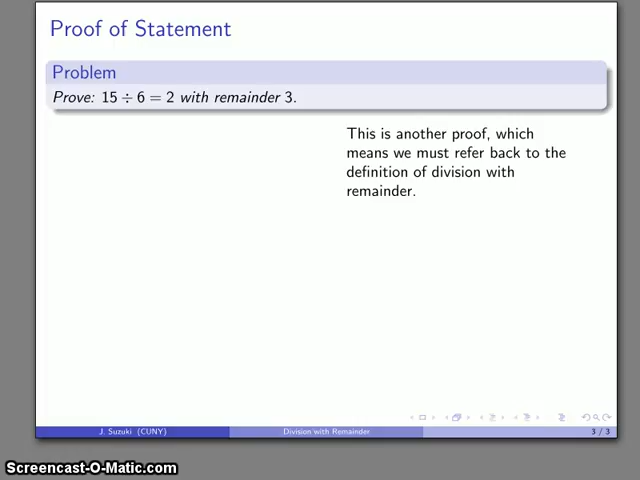 Proof of Statement
Problem
Prove: 15 ÷ 6 = 2 with remainder 3.
This is another proof, which
means we must refer back to the
definition of division with
remainder.
J. Suzuki (CUNY) Division with Remainder 3 / 3
Screencast-O-Matic.com